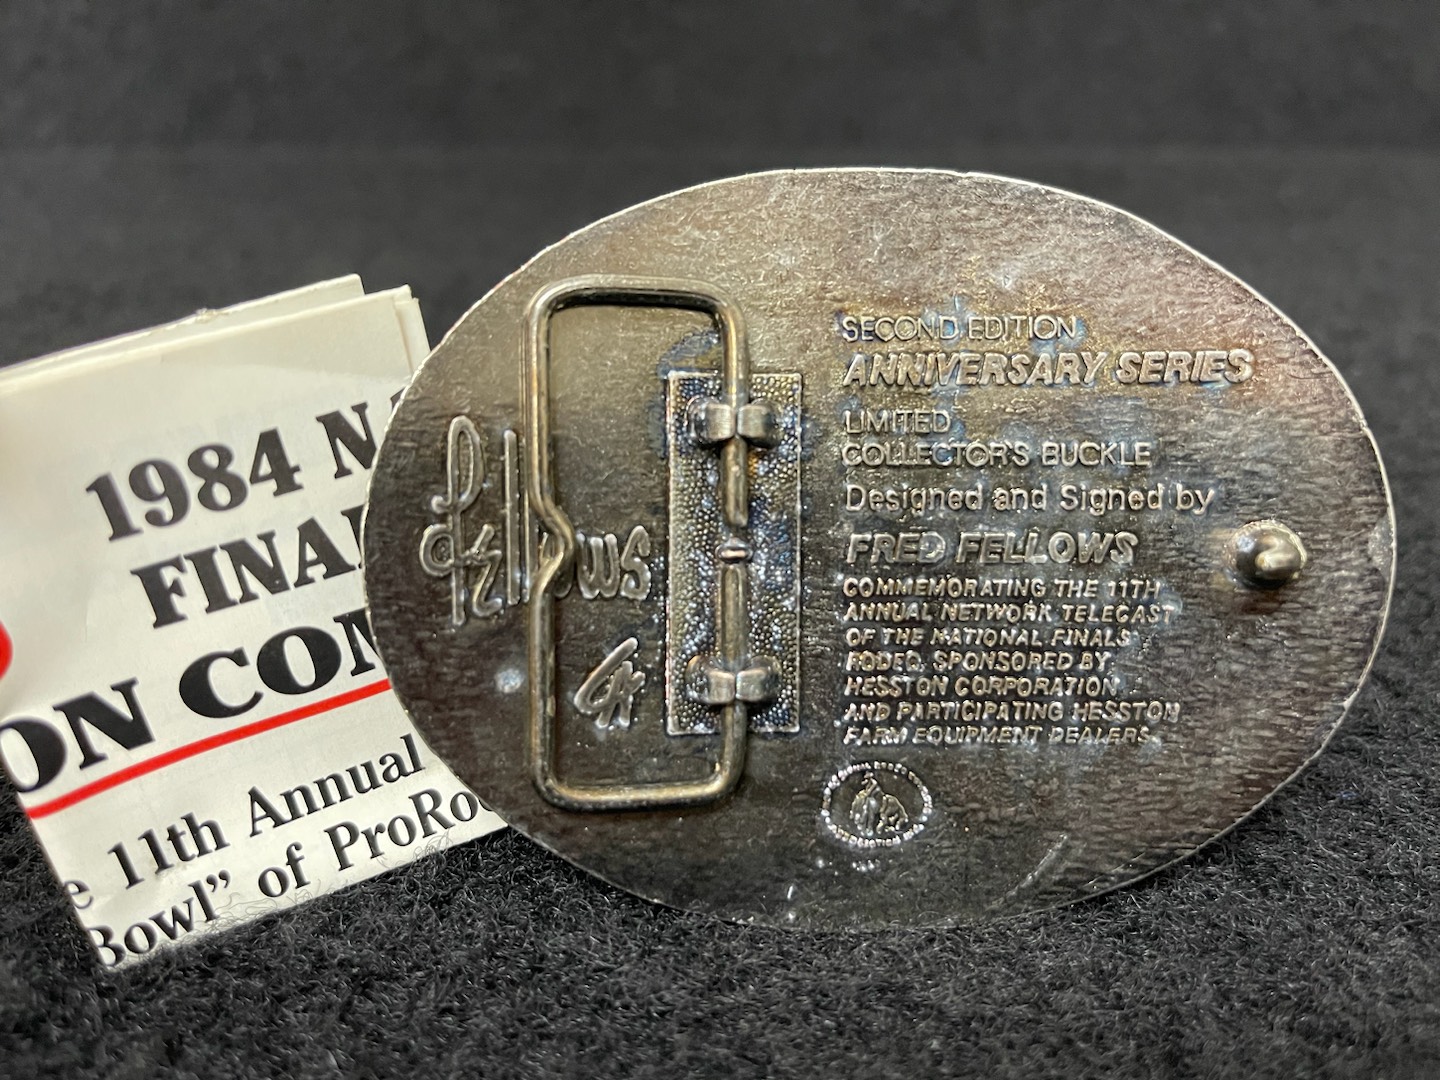 1984 N
FINA
ON COM
11th Annual
Bowl” of ProRo
Fellows
CA
SECOND EDITION
ANNIVERSARY SERIES
LIMITED
COLLECTOR'S BUCKLE
Designed and Signed by
FRED FELLOWS
COMMEMORATING THE 11TH
ANNUAL NETWORK TELECAST
OF THE NATIONAL FINALS
RODEO. SPONSORED BY
HESSTON CORPORATION
AND PARTICIPATING HESSTON
FARM EQUIPMENT DEALERS.